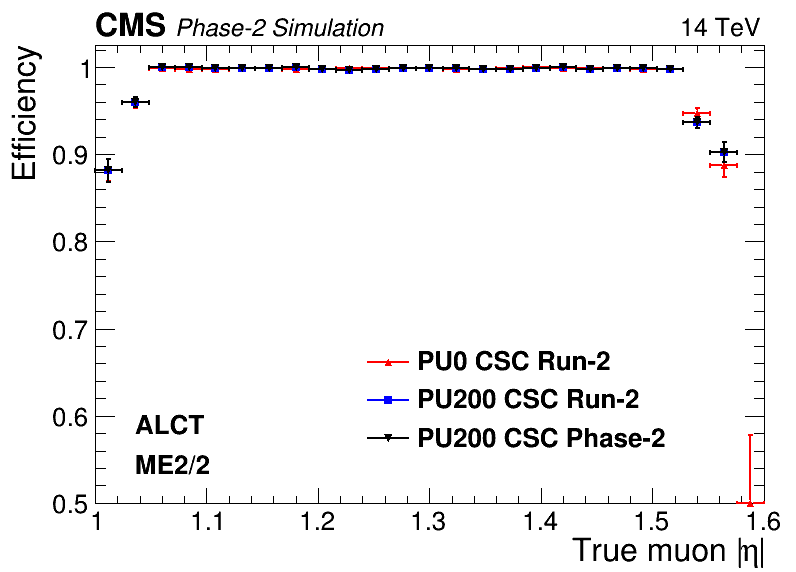 CMS Phase-2 Simulation 14 TeV
Efficiency
1
0.9
0.8
0.7
0.6
0.5
PU0 CSC Run-2
PU200 CSC Run-2
PU200 CSC Phase-2
ALCT
ME2/2
1 1.1 1.2 1.3 1.4 1.5 1.6
True muon |η|